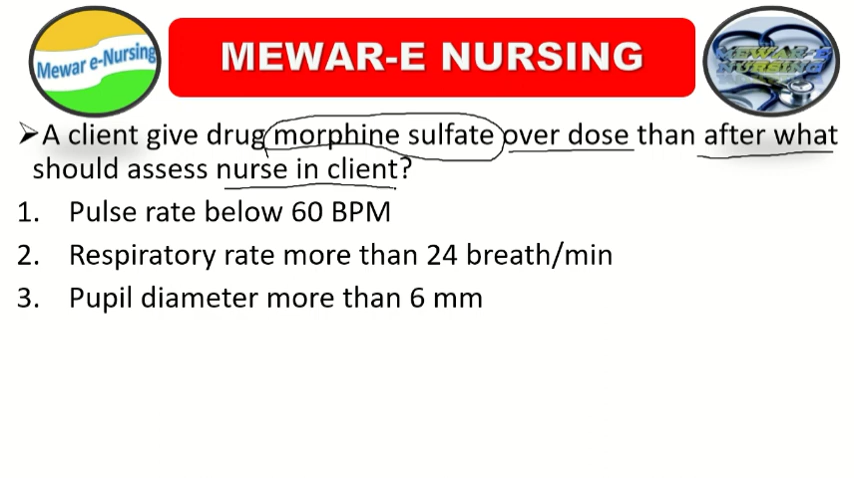 Mewar e-Nursing
MEWAR-E NURSING
MEWAR-E
NURSING
➤A client give drug morphine sulfate over dose than after what
should assess nurse in client?
1. Pulse rate below 60 BPM
2. Respiratory rate more than 24 breath/min
3. Pupil diameter more than 6 mm